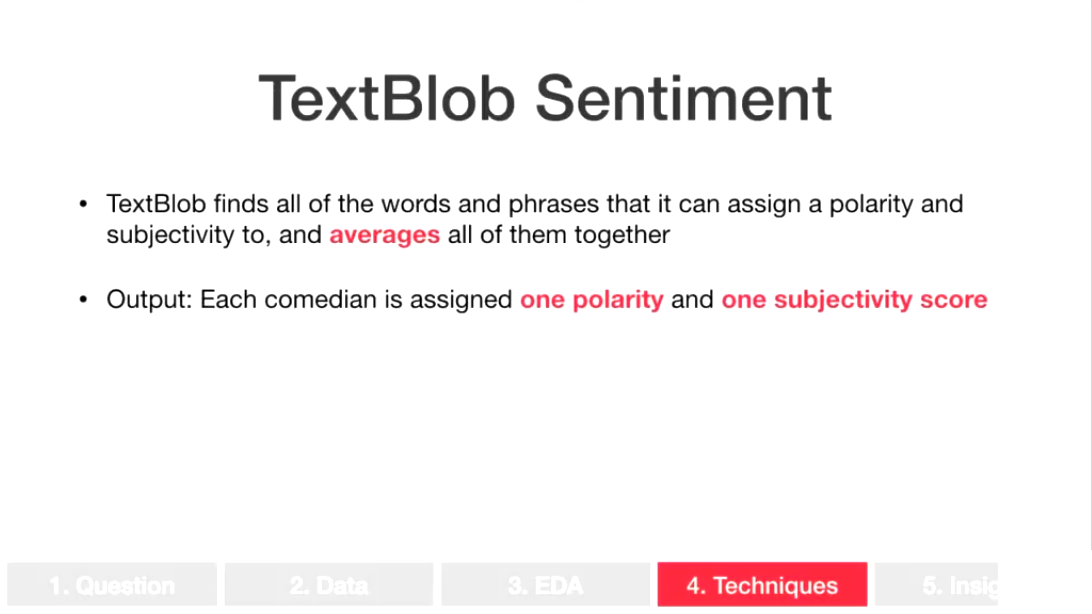 TextBlob Sentiment
• TextBlob finds all of the words and phrases that it can assign a polarity and
subjectivity to, and averages all of them together
• Output: Each comedian is assigned one polarity and one subjectivity score
1. Question 2. Data 3. EDA 4. Techniques 5. Insig